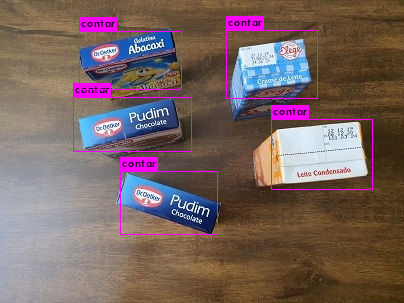 contar
Dr.Oetker
Gelatina
Abacaxi
Abacaxi
contar
Dr.Oetker
Pudim
Chocolate
contar
Dr.Oetker
Pudim
Chocolate
contar
Elegê
Creme de Leite
contar
Leite Condensado